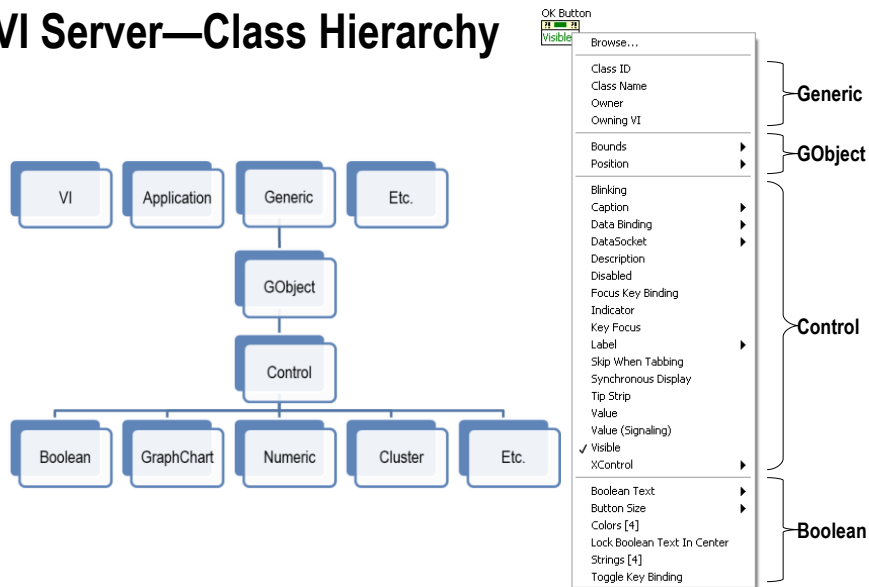 VI Server—Class Hierarchy
OK Button
Visible
Browse...
Class ID
Class Name
Owner
Owning VI
Generic
Bounds
Position
GObject
Blinking
Caption
Data Binding
DataSocket
Description
Disabled
Focus Key Binding
Indicator
Key Focus
Label
Skip When Tabbing
Synchronous Display
Tip Strip
Value
Value (Signaling)
Visible
XControl
Control
Boolean Text
Button Size
Colors [4]
Lock Boolean Text In Center
Strings [4]
Toggle Key Binding
Boolean
VI
Application
Generic
Etc.
GObject
Control
Boolean
GraphChart
Numeric
Cluster
Etc.